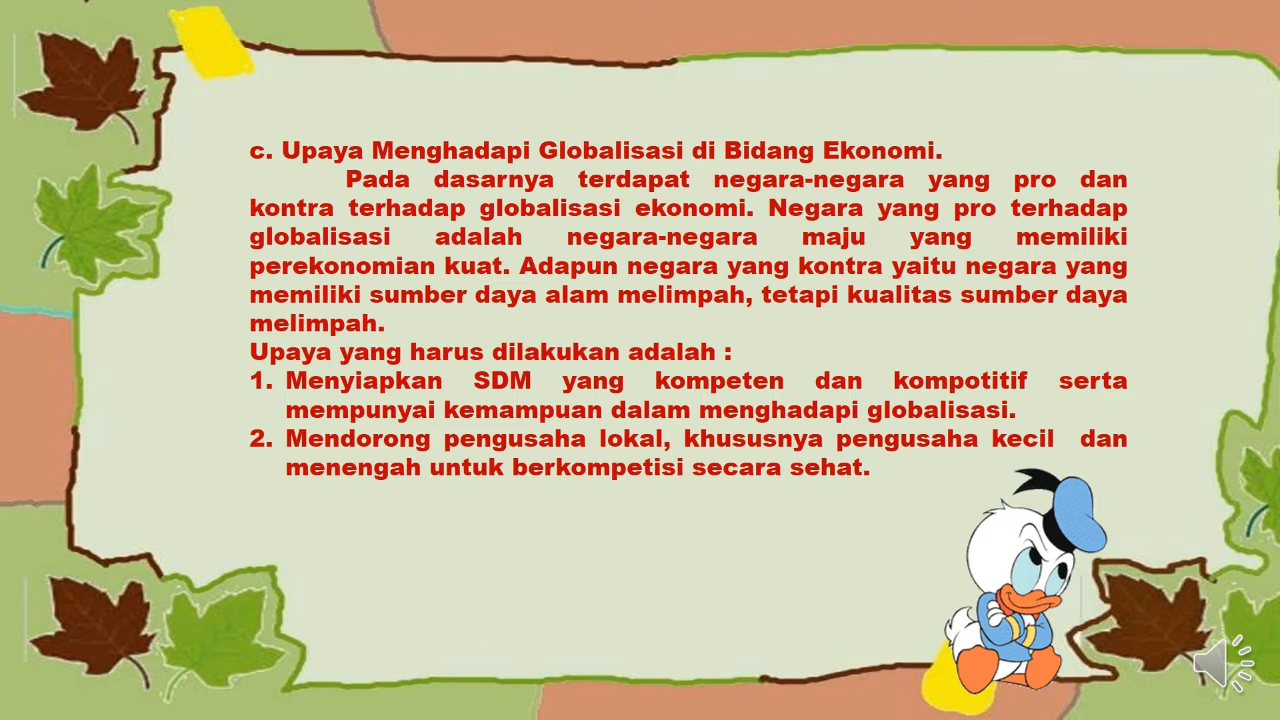 c. Upaya Menghadapi Globalisasi di Bidang Ekonomi.
Pada dasarnya terdapat negara-negara yang pro dan
kontra terhadap globalisasi ekonomi. Negara yang pro terhadap
globalisasi adalah negara-negara maju yang memiliki
perekonomian kuat. Adapun negara yang kontra yaitu negara yang
memiliki sumber daya alam melimpah, tetapi kualitas sumber daya
melimpah.
Upaya yang harus dilakukan adalah :
1. Menyiapkan SDM yang kompeten dan kompotitif serta
mempunyai kemampuan dalam menghadapi globalisasi.
2. Mendorong pengusaha lokal, khususnya pengusaha kecil dan
menengah untuk berkompetisi secara sehat.